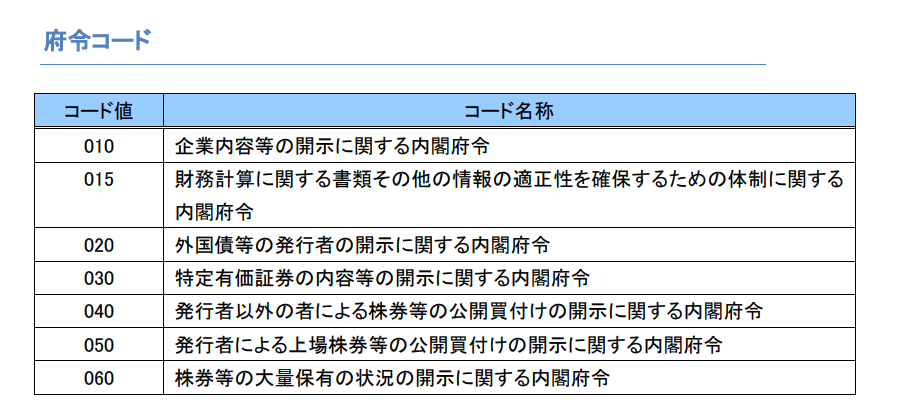 府令コード
コード値 コード名称
010 企業内容等の開示に関する内閣府令
015 財務計算に関する書類その他の情報の適正性を確保するための体制に関する
内閣府令
020 外国債等の発行者の開示に関する内閣府令
030 特定有価証券の内容等の開示に関する内閣府令
040 発行者以外の者による株券等の公開買付けの開示に関する内閣府令
050 発行者による上場株券等の公開買付けの開示に関する内閣府令
060 株券等の大量保有の状況の開示に関する内閣府令